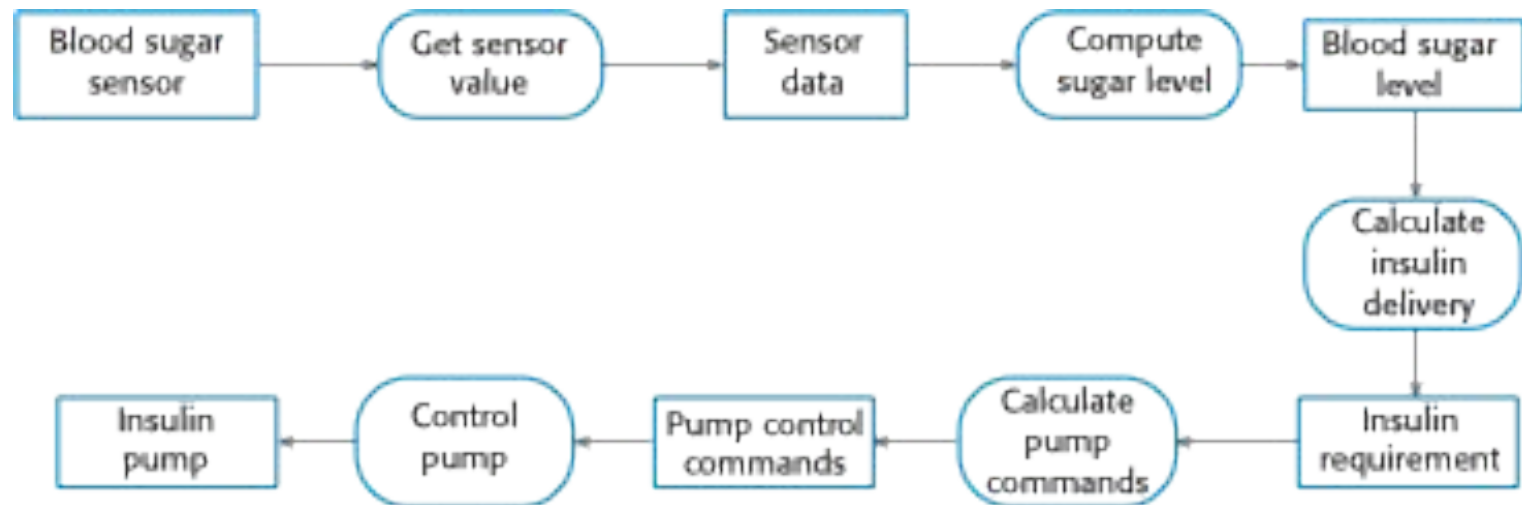 Blood sugar
sensor
Get sensor
value
Sensor
data
Compute
sugar level
Blood sugar
level
Calculate
insulin
delivery
Insulin
requirement
Calculate
pump
commands
Pump control
commands
Control
pump
Insulin
pump